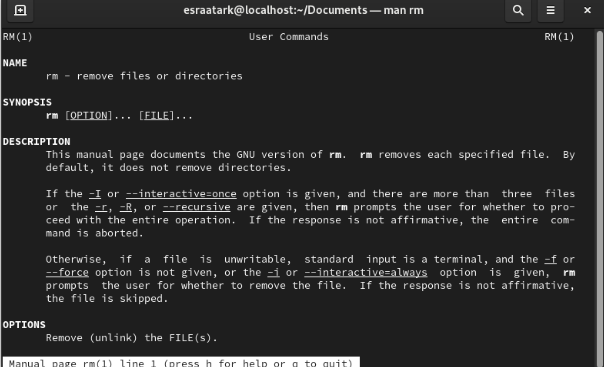 esraatark@localhost:~/Documents — man rm
RM(1) User Commands RM(1)
NAME
rm - remove files or directories
SYNOPSIS
rm [OPTION]... [FILE]...
DESCRIPTION
This manual page documents the GNU version of rm. rm removes each specified file. By
default, it does not remove directories.
If the -I or --interactive=once option is given, and there are more than three files
or the -r, -R, or --recursive are given, then rm prompts the user for whether to pro-
ceed with the entire operation. If the response is not affirmative, the entire com-
mand is aborted.
Otherwise, if a file is unwritable, standard input is a terminal, and the -f or
--force option is not given, or the -i or --interactive=always option is given, rm
prompts the user for whether to remove the file. If the response is not affirmative,
the file is skipped.
OPTIONS
Remove (unlink) the FILE(s).
Manual page rm(1) line 1 (press h for help or q to quit)